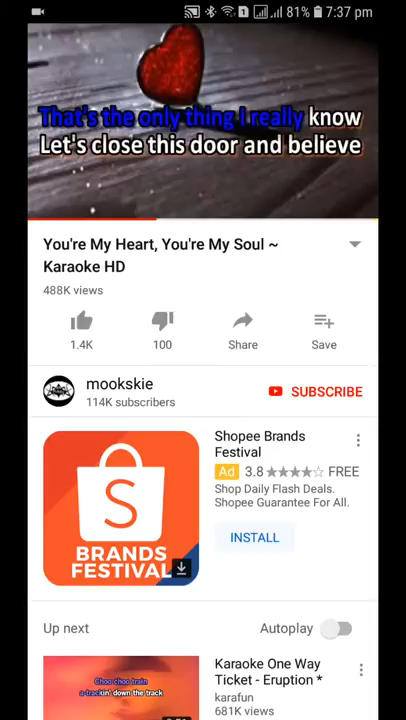 1 81% 7:37 pm
That's the only thing I really know
Let's close this door and believe
You're My Heart, You're My Soul ~
Karaoke HD
488K views
1.4K
100
Share
Save
mookskie
114K subscribers
SUBSCRIBE
S
BRANDS
FESTIVAL
Shopee Brands
Festival
Ad 3.8 FREE
Shop Daily Flash Deals.
Shopee Guarantee For All.
INSTALL
Up next
Autoplay
Choo choo train
a-trackin' down the track
Karaoke One Way
Ticket - Eruption *
karafun
681K views